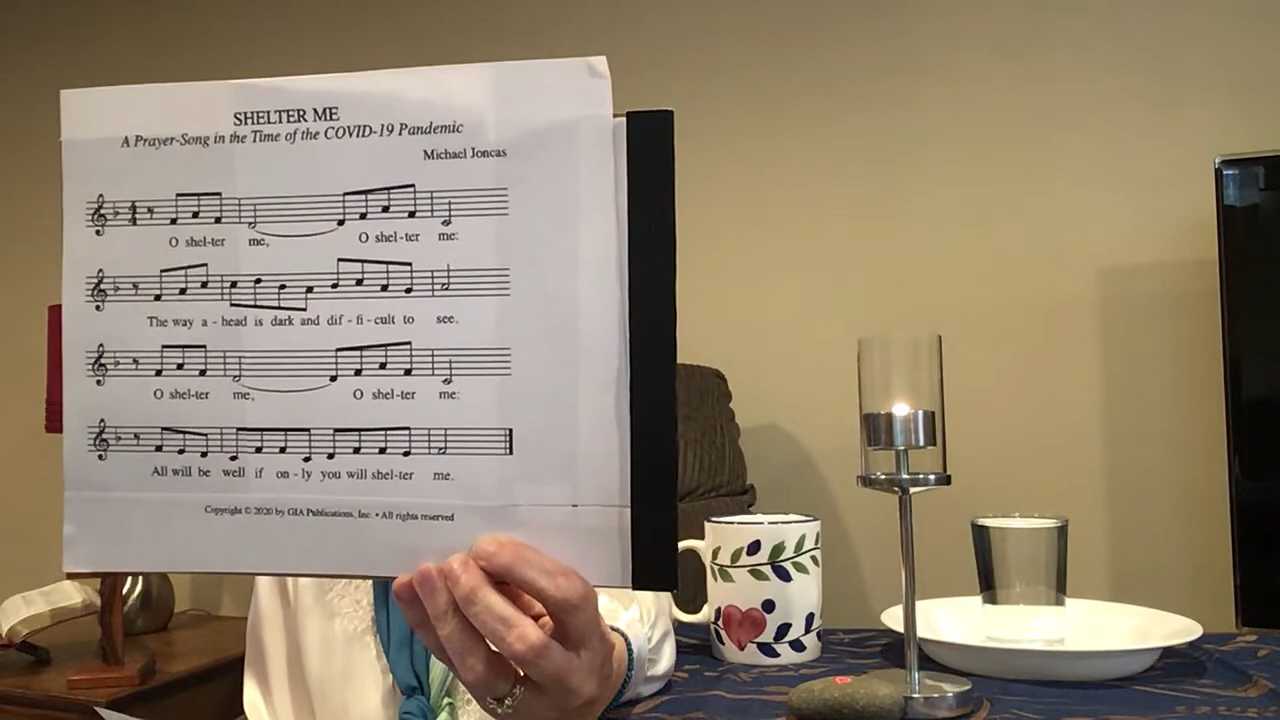 SHELTER ME
A Prayer-Song in the Time of the COVID-19 Pandemic
Michael Joncas
O shel-ter me, O shel-ter me:
The way a - head is dark and dif - fi - cult to see.
O shel-ter me, O shel-ter me:
All will be well if on - ly you will shel-ter me.
Copyright © 2020 by GIA Publications, Inc. • All rights reserved